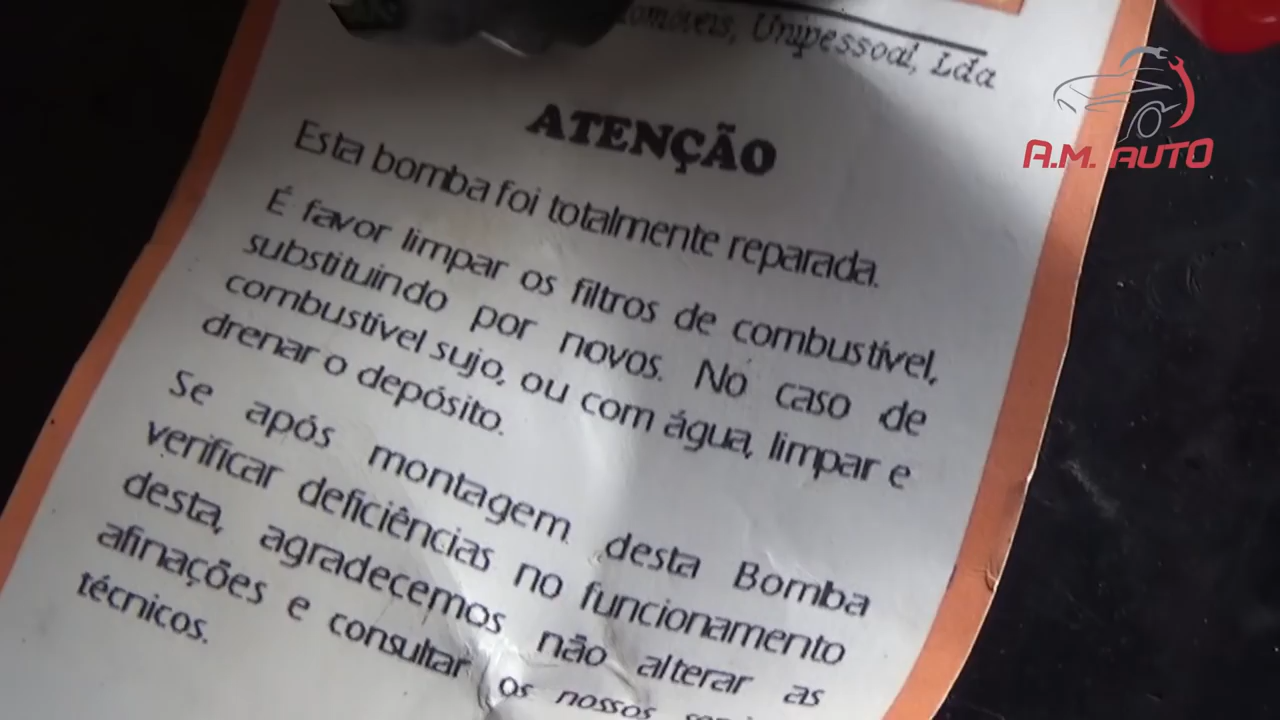 Unipessoal, Lda
A.M. AUTO
ATENÇÃO
Esta bomba foi totalmente reparada.
É favor limpar os filtros de combustível,
substituindo por novos. No caso de
combustível sujo, ou com água, limpar e
drenar o depósito.
Se após montagem desta Bomba
verificar deficiências no funcionamento
desta, agradecemos não alterar as
afinações e consultar os nossos
técnicos.